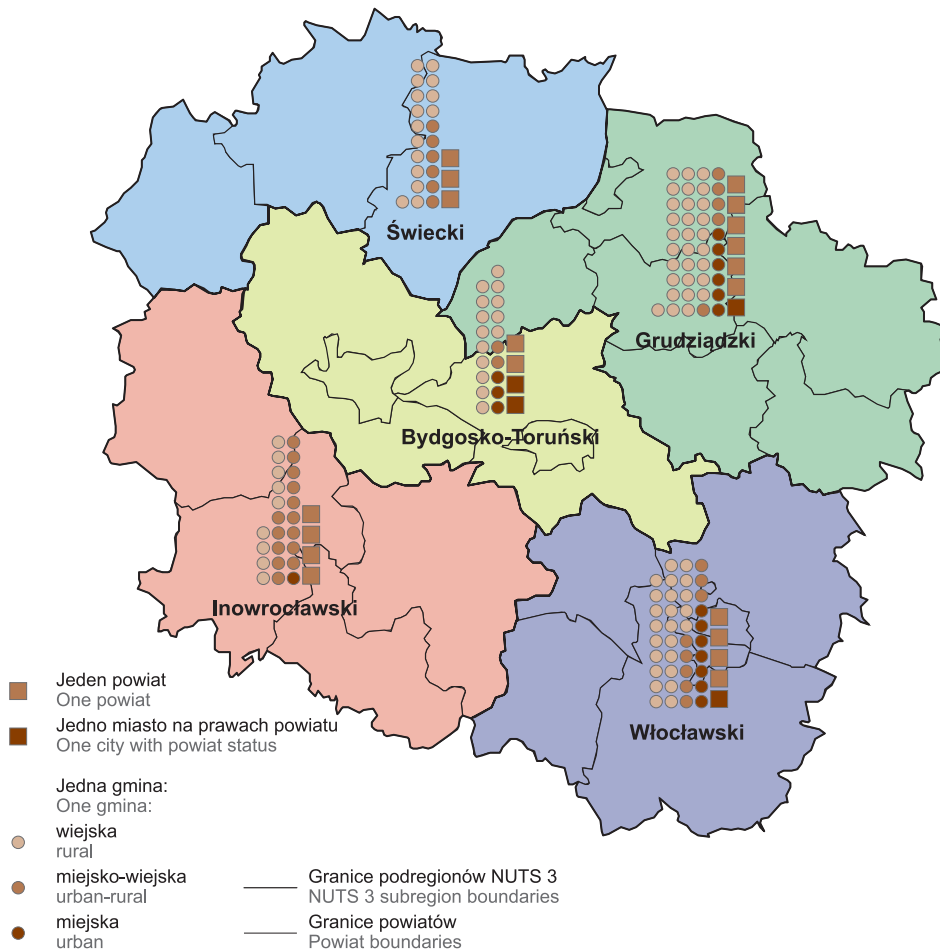 Świecki
Grudziądzki
Bydgosko-Toruński
Inowrocławski
Włocławski
Jeden powiat
One powiat
Jedno miasto na prawach powiatu
One city with powiat status
Jedna gmina:
One gmina:
wiejska
rural
miejsko-wiejska
urban-rural
miejska
urban
Granice podregionów NUTS 3
NUTS 3 subregion boundaries
Granice powiatów
Powiat boundaries